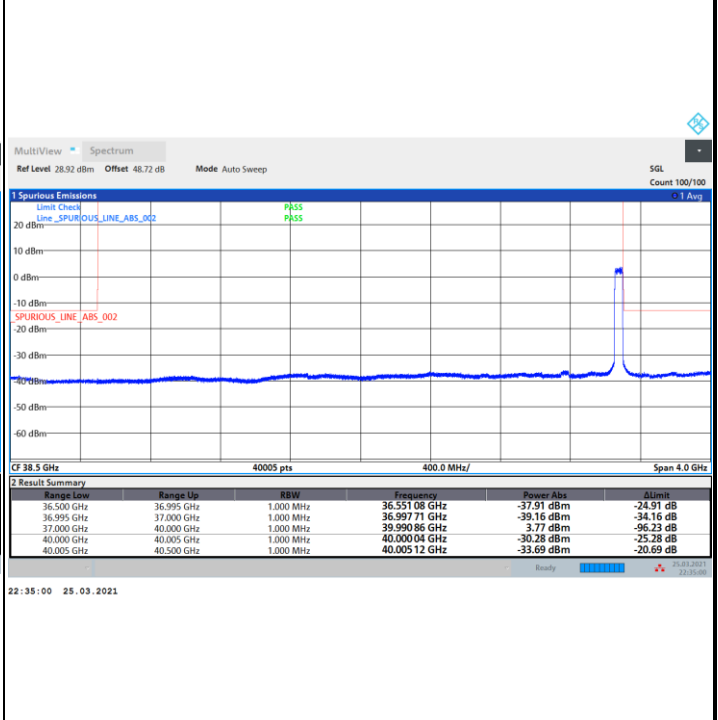 MultiView Spectrum
Ref Level 28.92 dBm Offset 48.72 dB Mode Auto Sweep SGL
Count 100/100
1 Spurious Emissions 1 Avg
Limit Check PASS
Line _SPURIOUS_LINE_ABS_002 PASS
20 dBm
10 dBm
0 dBm
-10 dBm
_SPURIOUS_LINE_ABS_002
-20 dBm
-30 dBm
-40 dBm
-50 dBm
-60 dBm
CF 38.5 GHz 40005 pts 400.0 MHz/ Span 4.0 GHz
2 Result Summary
Range Low Range Up RBW Frequency Power Abs ΔLimit
36.500 GHz 36.995 GHz 1.000 MHz 36.551 08 GHz -37.91 dBm -24.91 dB
36.995 GHz 37.000 GHz 1.000 MHz 36.997 71 GHz -39.16 dBm -34.16 dB
37.000 GHz 40.000 GHz 1.000 MHz 39.990 86 GHz 3.77 dBm -96.23 dB
40.000 GHz 40.005 GHz 1.000 MHz 40.000 04 GHz -30.28 dBm -25.28 dB
40.005 GHz 40.500 GHz 1.000 MHz 40.005 12 GHz -33.69 dBm -20.69 dB
Ready 25.03.2021
22:35:00
22:35:00 25.03.2021